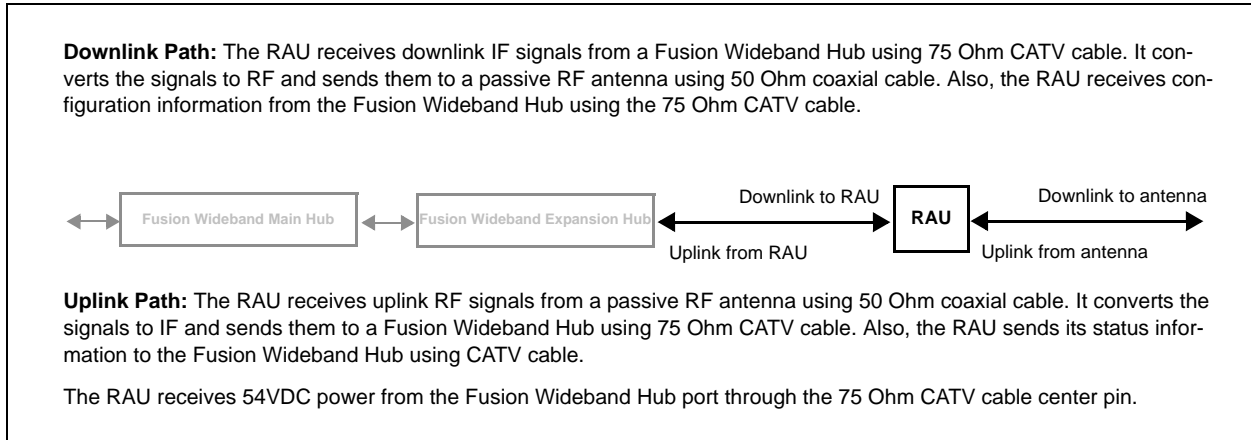 Downlink Path: The RAU receives downlink IF signals from a Fusion Wideband Hub using 75 Ohm CATV cable. It con-
verts the signals to RF and sends them to a passive RF antenna using 50 Ohm coaxial cable. Also, the RAU receives con-
figuration information from the Fusion Wideband Hub using the 75 Ohm CATV cable.
Downlink to RAU
Downlink to antenna
Fusion Wideband Main Hub
Fusion Wideband Expansion Hub
RAU
Uplink from RAU
Uplink from antenna
Uplink Path: The RAU receives uplink RF signals from a passive RF antenna using 50 Ohm coaxial cable. It converts the
signals to IF and sends them to a Fusion Wideband Hub using 75 Ohm CATV cable. Also, the RAU sends its status infor-
mation to the Fusion Wideband Hub using CATV cable.
The RAU receives 54VDC power from the Fusion Wideband Hub port through the 75 Ohm CATV cable center pin.